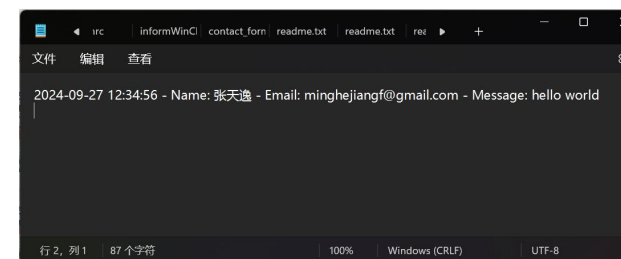 informWinCl contact_forn readme.txt readme.txt
文件 编辑 查看
2024-09-27 12:34:56 - Name: 张天逸 - Email: minghejiangf@gmail.com - Message: hello world
行 2, 列 1 87 个字符 100% Windows (CRLF) UTF-8